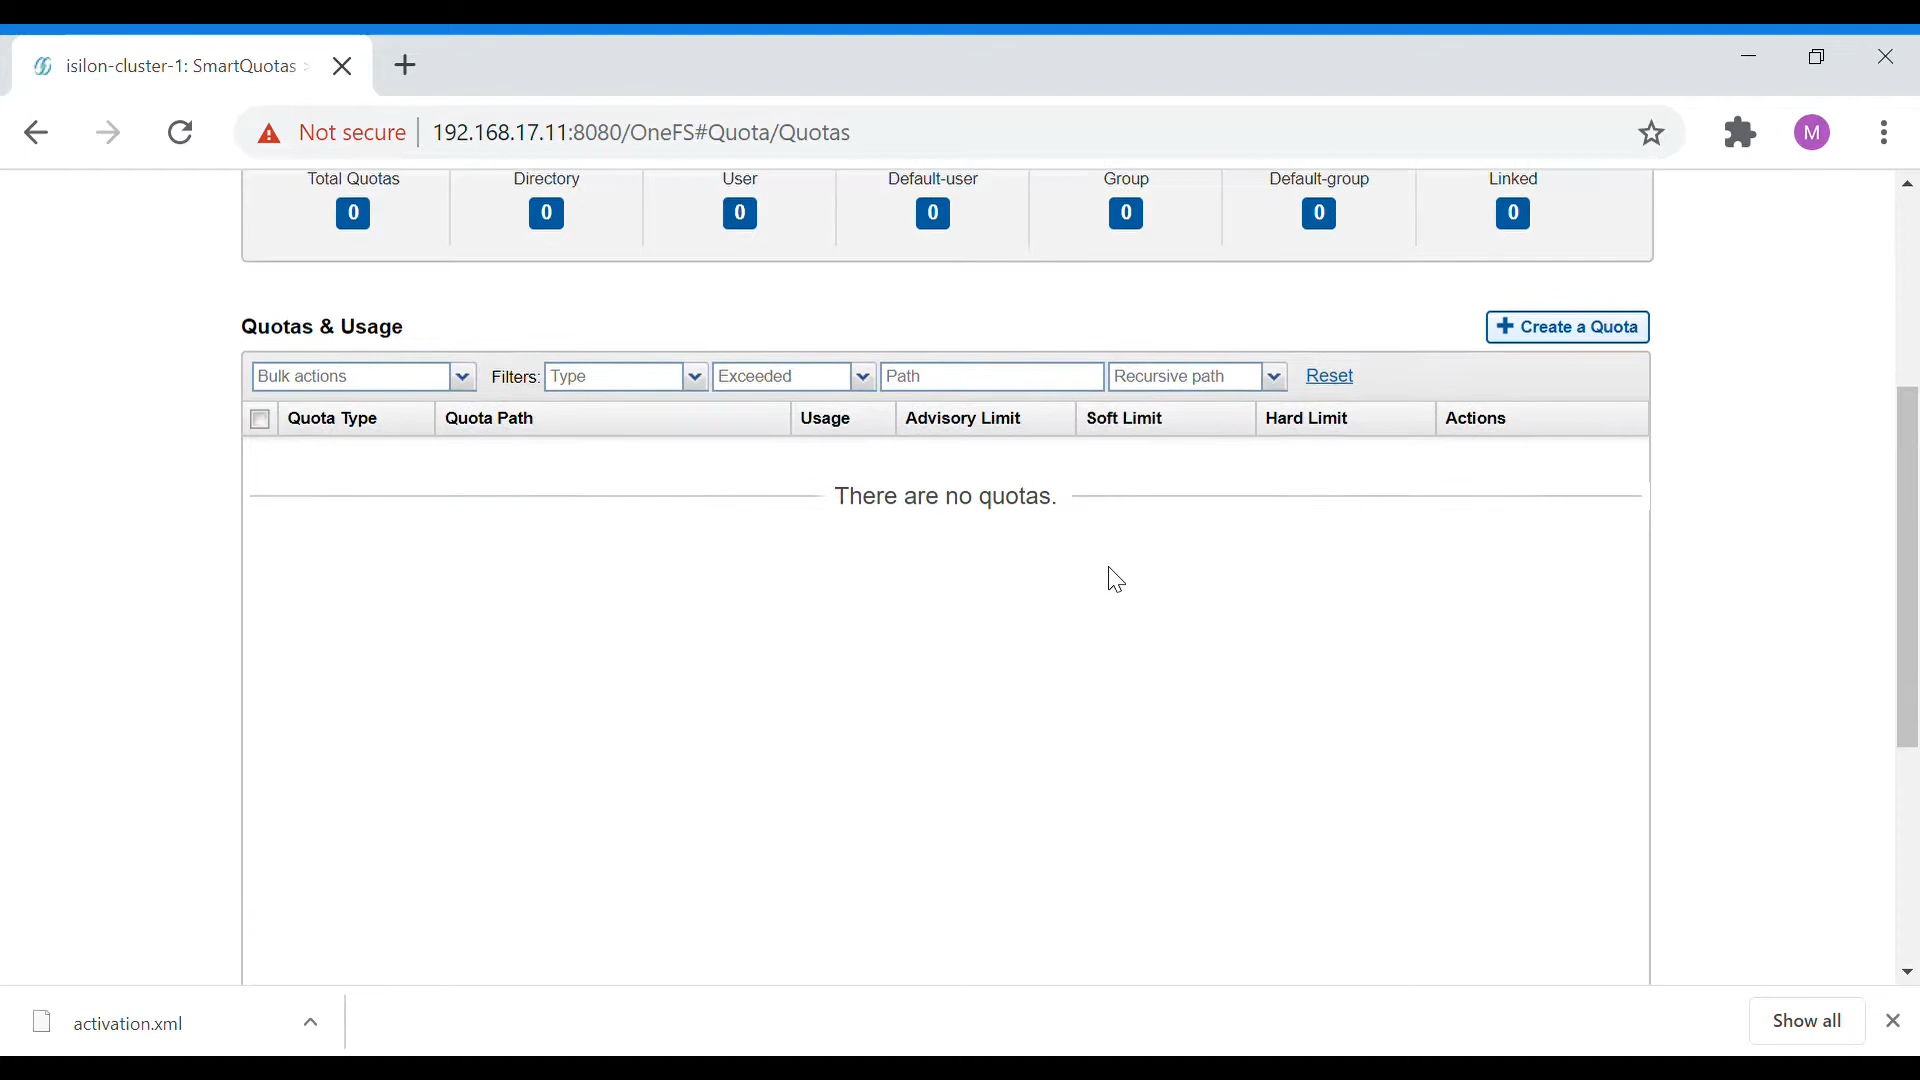 isilon-cluster-1: SmartQuotas >
Not secure 192.168.17.11:8080/OneFS#Quota/Quotas M
Total Quotas Directory User Default-user Group Default-group Linked
0 0 0 0 0 0 0
Quotas & Usage Create a Quota
Bulk actions Filters: Type Exceeded Path Recursive path Reset
Quota Type Quota Path Usage Advisory Limit Soft Limit Hard Limit Actions
There are no quotas.
activation.xml Show all